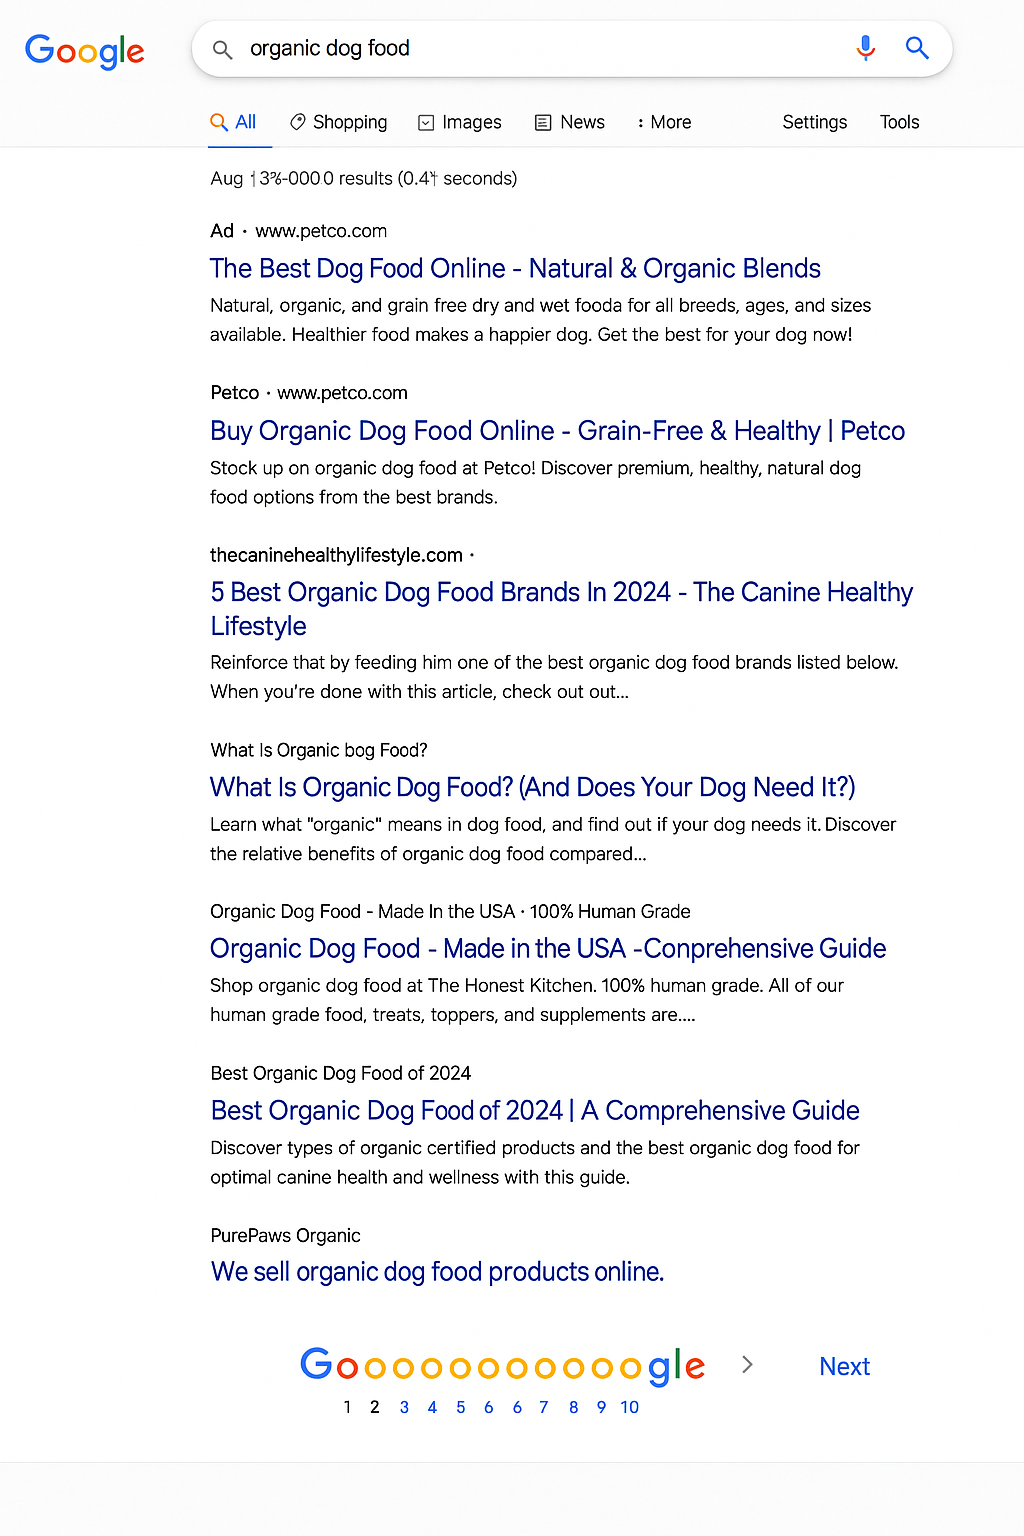 Google
organic dog food
All Shopping Images News : More Settings Tools
Aug results (0.4 seconds)
Ad · www.petco.com
The Best Dog Food Online - Natural & Organic Blends
Natural, organic, and grain free dry and wet fooda for all breeds, ages, and sizes
available. Healthier food makes a happier dog. Get the best for your dog now!
Petco · www.petco.com
Buy Organic Dog Food Online - Grain-Free & Healthy | Petco
Stock up on organic dog food at Petco! Discover premium, healthy, natural dog
food options from the best brands.
thecaninehealthylifestyle.com ·
5 Best Organic Dog Food Brands In 2024 - The Canine Healthy
Lifestyle
Reinforce that by feeding him one of the best organic dog food brands listed below.
When you're done with this article, check out out...
What Is Organic bog Food?
What Is Organic Dog Food? (And Does Your Dog Need It?)
Learn what "organic" means in dog food, and find out if your dog needs it. Discover
the relative benefits of organic dog food compared...
Organic Dog Food - Made In the USA · 100% Human Grade
Organic Dog Food - Made in the USA -Conprehensive Guide
Shop organic dog food at The Honest Kitchen. 100% human grade. All of our
human grade food, treats, toppers, and supplements are....
Best Organic Dog Food of 2024
Best Organic Dog Food of 2024 | A Comprehensive Guide
Discover types of organic certified products and the best organic dog food for
optimal canine health and wellness with this guide.
PurePaws Organic
We sell organic dog food products online.
Gooooooooooogle > Next
1 2 3 4 5 6 6 7 8 9 10